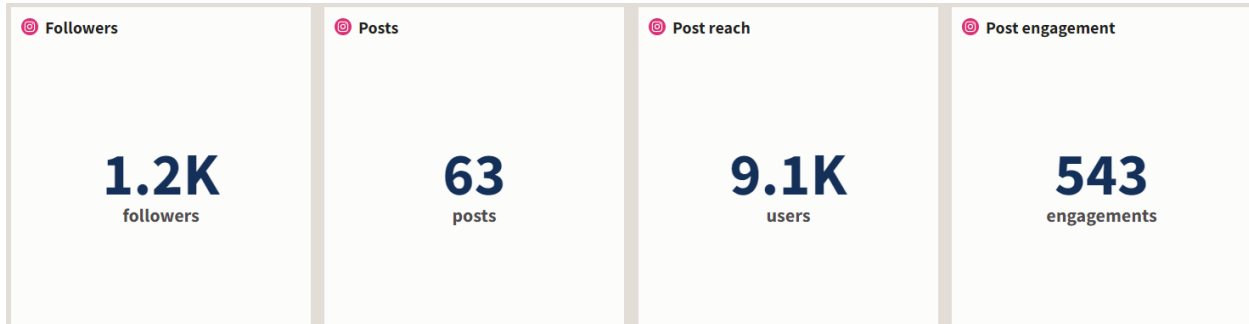 Followers
1.2K
followers
Posts
63
posts
Post reach
9.1K
users
Post engagement
543
engagements